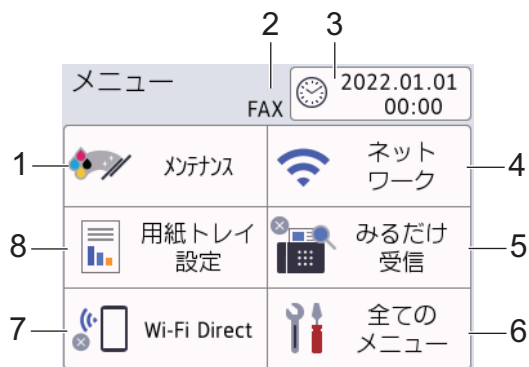 2 3
メニュー
FAX
2022.01.01
00:00
1
メンテナンス
ネット
ワーク
4
8
用紙トレイ
設定
みるだけ
受信
5
7
Wi-Fi Direct
全ての
メニュー
6